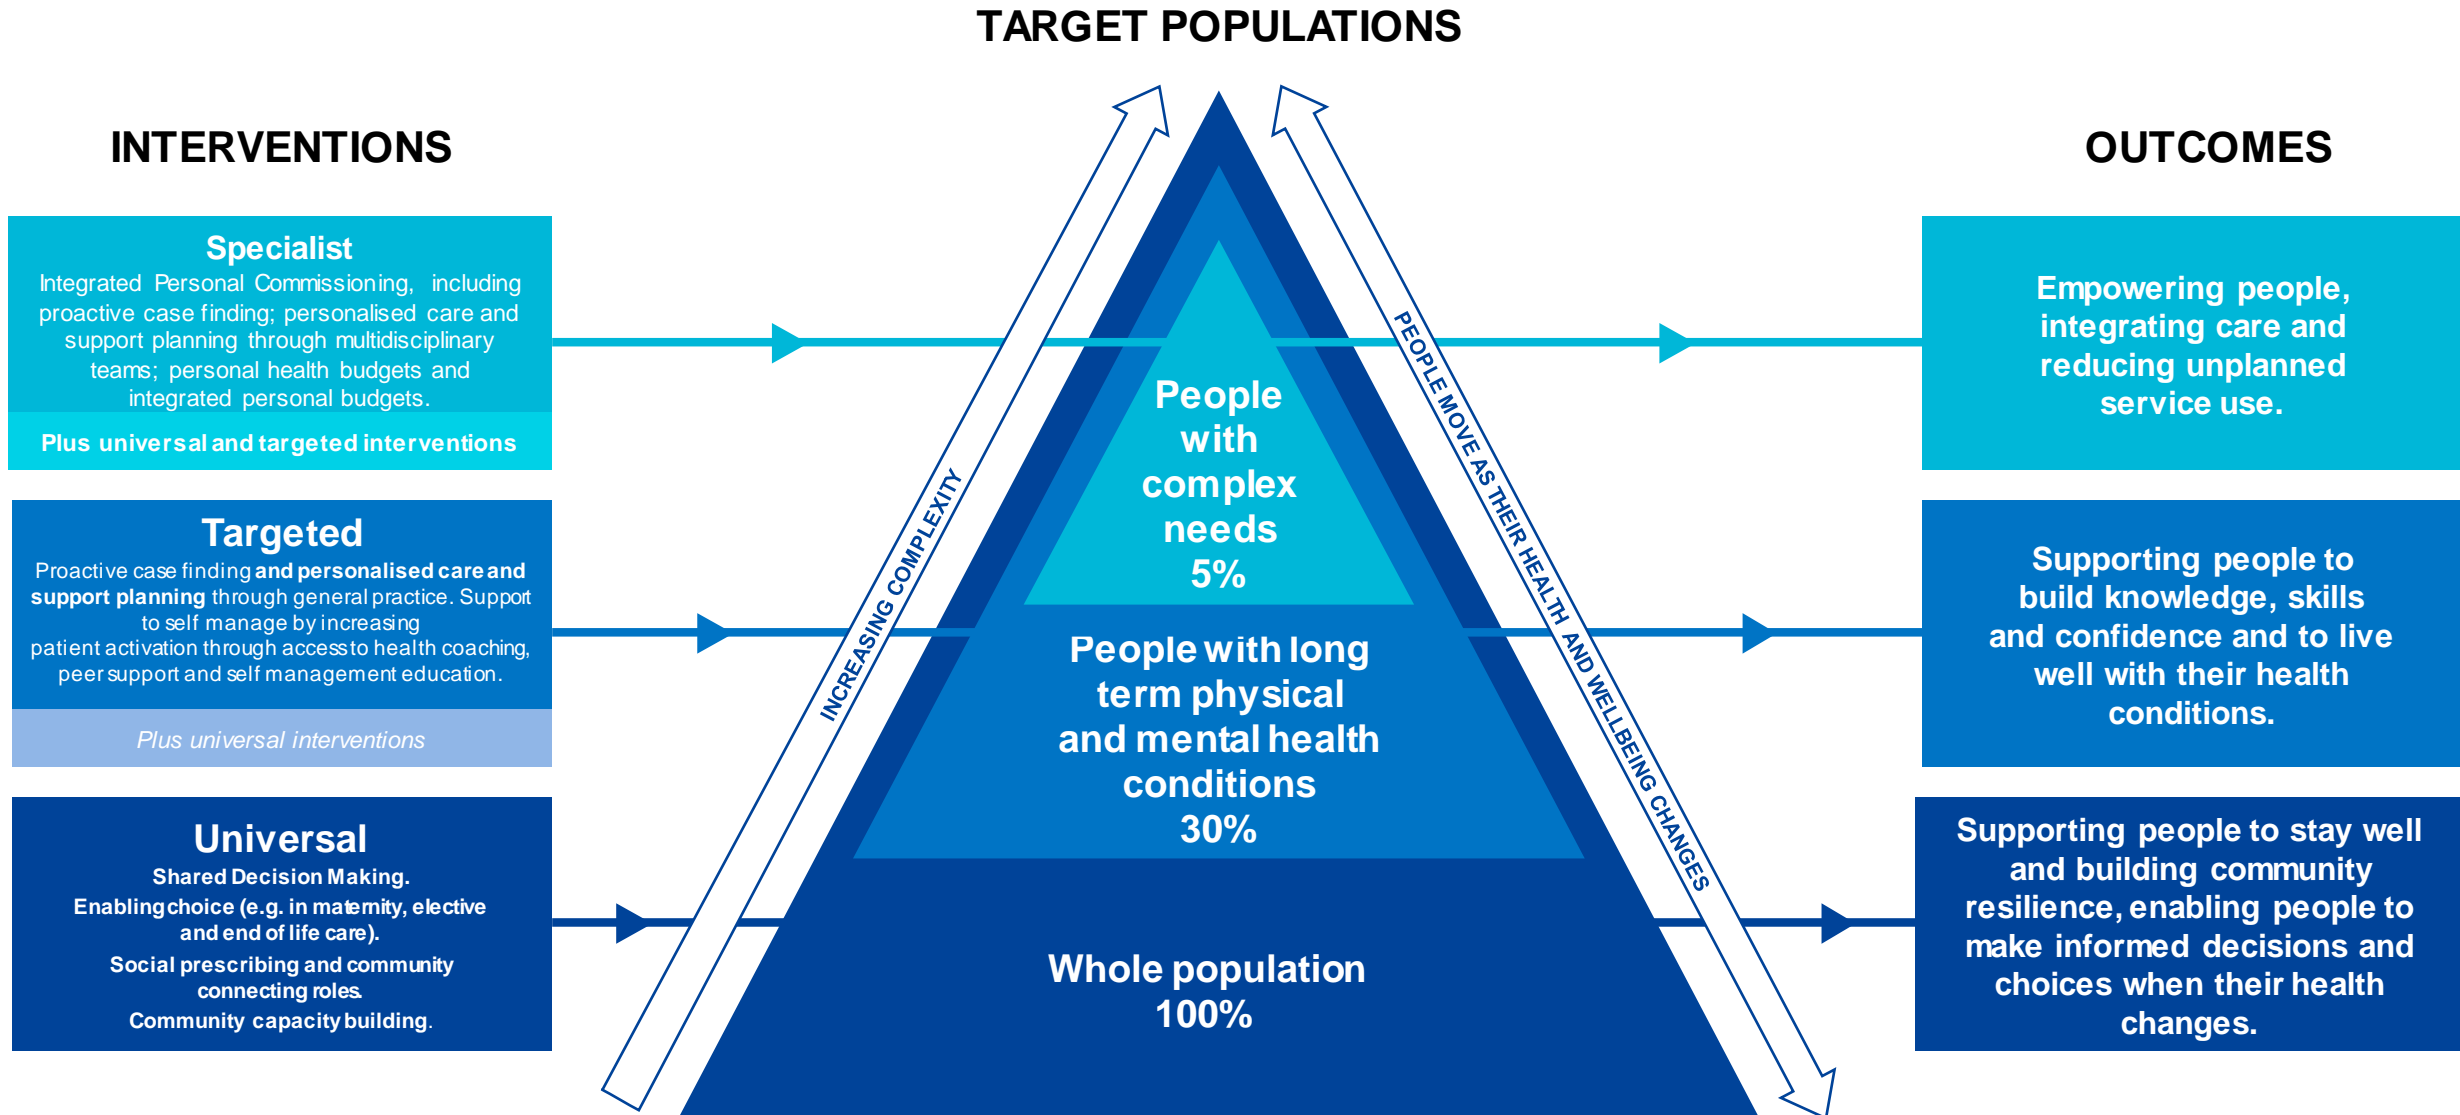 TARGET POPULATIONS
INTERVENTIONS
Specialist
Integrated Personal Commissioning, including
proactive case finding; personalised care and
support planning through multidisciplinary
teams; personal health budgets and
integrated personal budgets.
Plus universal and targeted interventions
Targeted
Proactive case finding and personalised care and
support planning through general practice. Support
to self manage by increasing
patient activation through access to health coaching,
peer support and self management education.
Plus universal interventions
Universal
Shared Decision Making.
Enabling choice (e.g. in maternity, elective
and end of life care).
Social prescribing and community
connecting roles.
Community capacity building.
INCREASING COMPLEXITY
People
with
complex
needs
5%
People with long
term physical
and mental health
conditions
30%
Whole population
100%
PEOPLE MOVE AS THEIR HEALTH AND WELLBEING CHANGES
OUTCOMES
Empowering people,
integrating care and
reducing unplanned
service use.
Supporting people to
build knowledge, skills
and confidence and to live
well with their health
conditions.
Supporting people to stay well
and building community
resilience, enabling people to
make informed decisions and
choices when their health
changes.